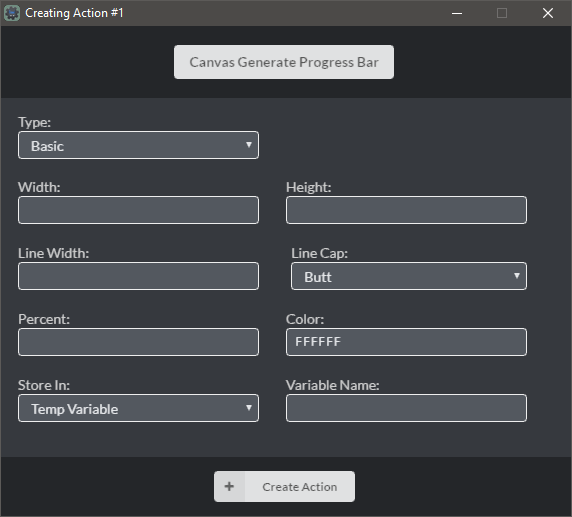 Creating Action #1
Canvas Generate Progress Bar
Type:
Basic
Width: Height:
Line Width: Line Cap:
Butt
Percent: Color:
FFFFFF
Store In: Variable Name:
Temp Variable
+ Create Action